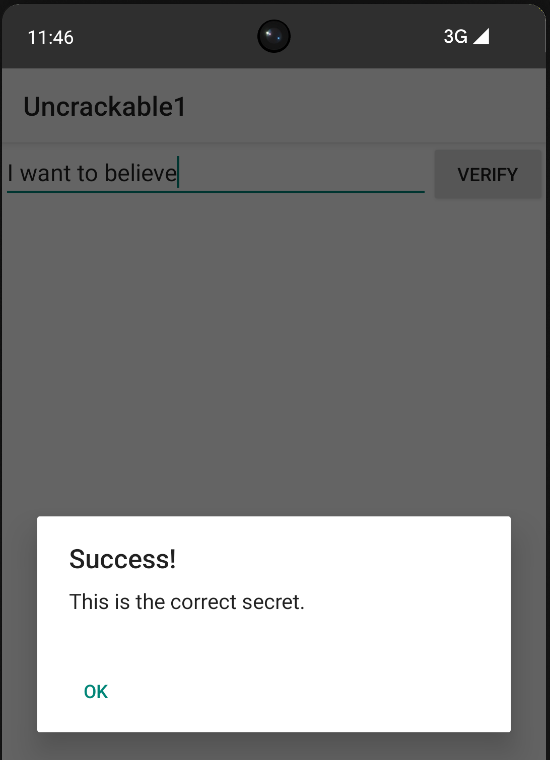 11:46 3G
Uncrackable1
I want to believe VERIFY
Success!
This is the correct secret.
OK